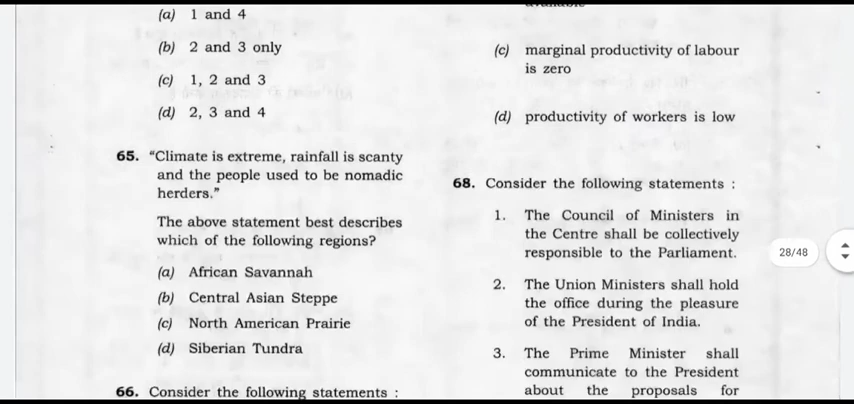 (a) 1 and 4
(b) 2 and 3 only
(c) 1, 2 and 3
(d) 2, 3 and 4
65. "Climate is extreme, rainfall is scanty
and the people used to be nomadic
herders."
The above statement best describes
which of the following regions?
(a) African Savannah
(b) Central Asian Steppe
(c) North American Prairie
(d) Siberian Tundra
66. Consider the following statements :
(c) marginal productivity of labour
is zero
(d) productivity of workers is low
68. Consider the following statements :
1. The Council of Ministers in
the Centre shall be collectively
responsible to the Parliament.
2. The Union Ministers shall hold
the office during the pleasure
of the President of India.
3. The Prime Minister shall
communicate to the President
about the proposals for
28/48